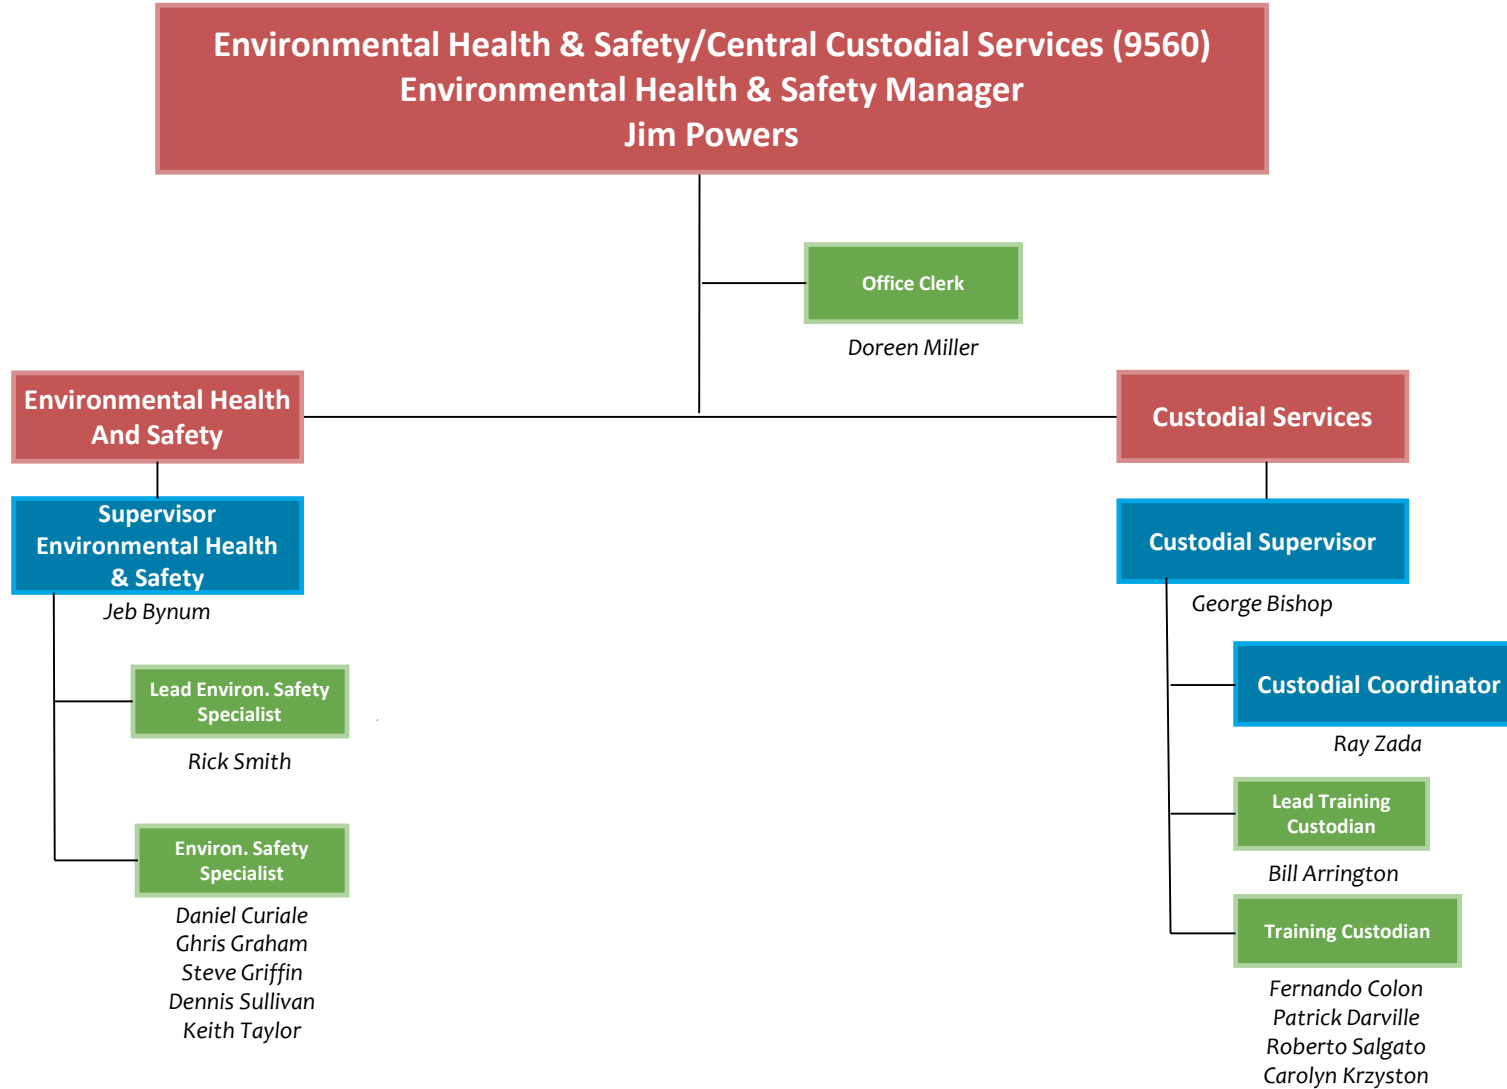 Environmental Health & Safety/Central Custodial Services (9560)
Environmental Health & Safety Manager
Jim Powers
Office Clerk
Doreen Miller
Environmental Health
And Safety
Supervisor
Environmental Health
& Safety
Jeb Bynum
Lead Environ. Safety
Specialist
Rick Smith
Environ. Safety
Specialist
Daniel Curiale
Ghris Graham
Steve Griffin
Dennis Sullivan
Keith Taylor
Custodial Services
Custodial Supervisor
George Bishop
Custodial Coordinator
Ray Zada
Lead Training
Custodian
Bill Arrington
Training Custodian
Fernando Colon
Patrick Darville
Roberto Salgato
Carolyn Krzyston